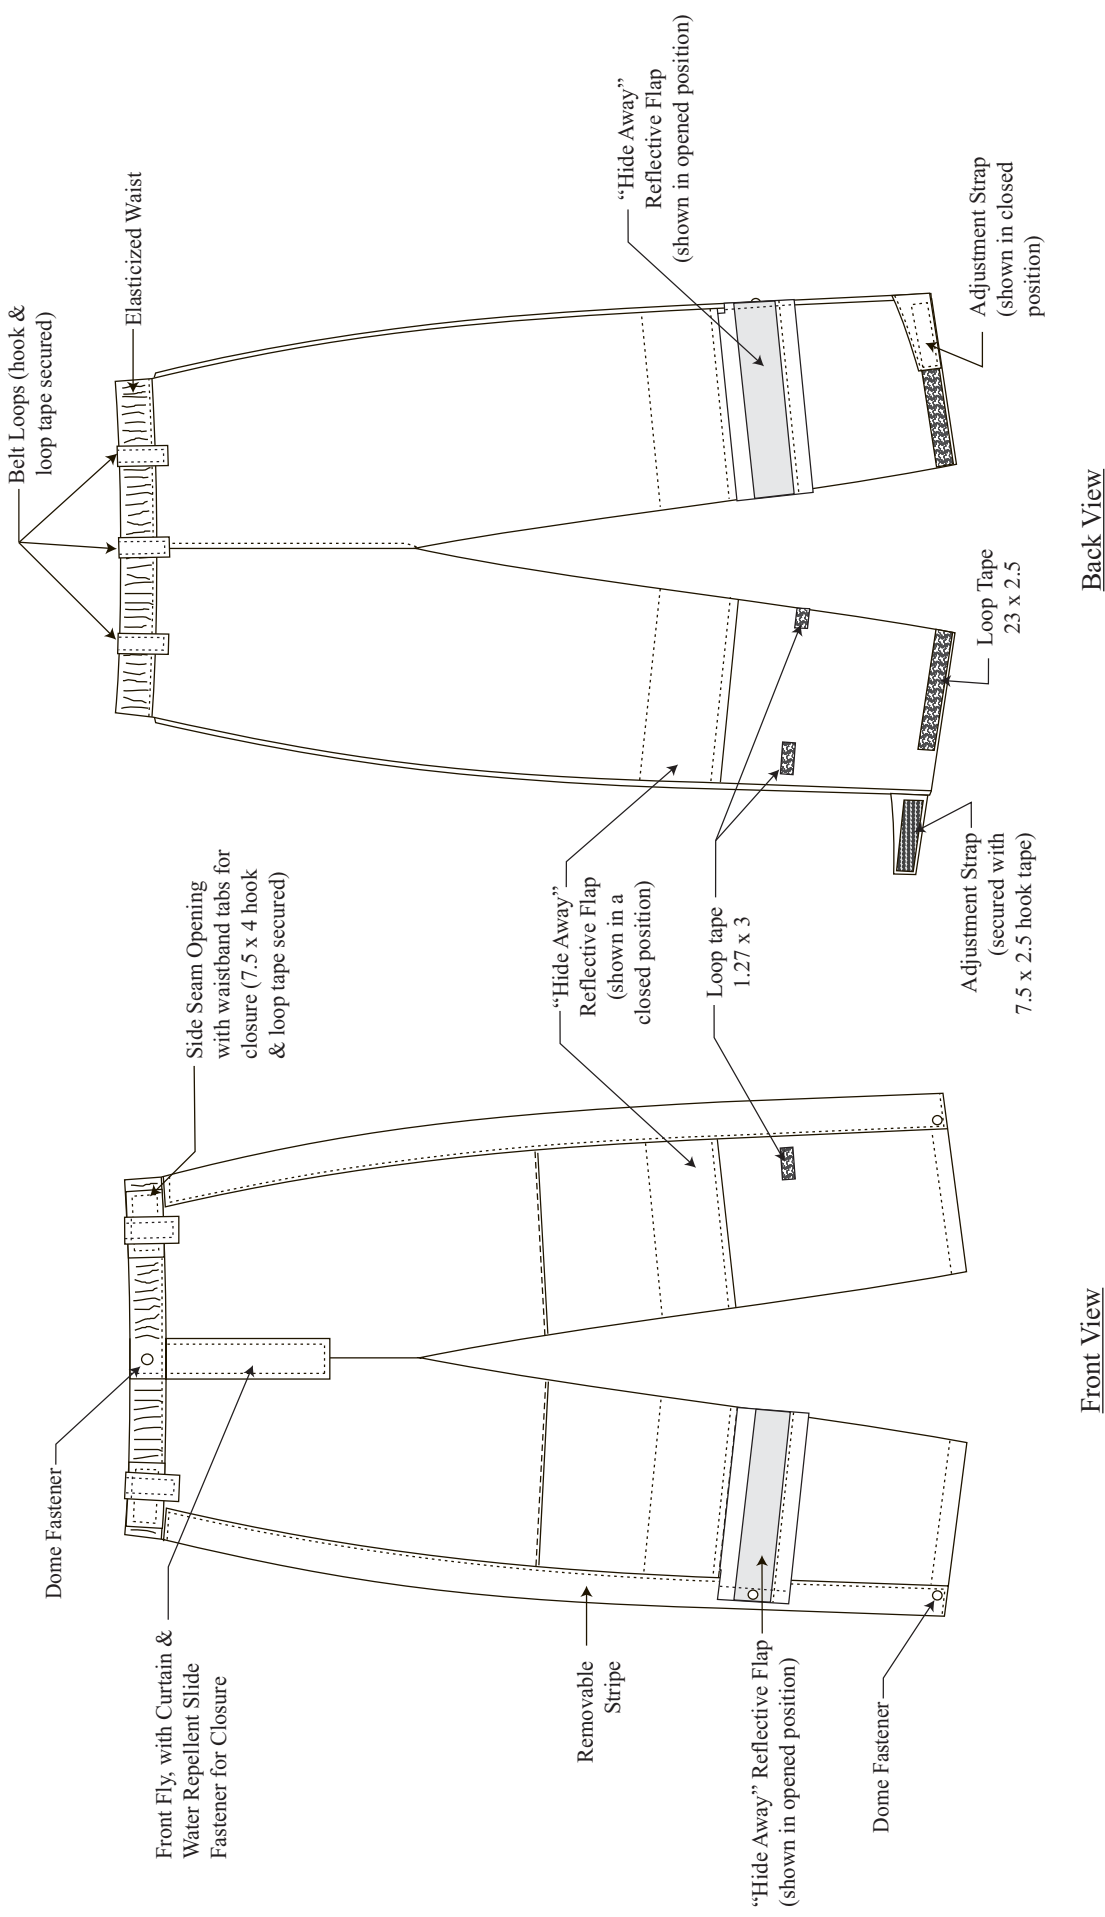 Dome Fastener
Front Fly, with Curtain &
Water Repellent Slide
Fastener for Closure
Side Seam Opening
with waistband tabs for
closure (7.5 x 4 hook
& loop tape secured)
Removable
Stripe
“Hide Away” Reflective Flap
(shown in opened position)
Dome Fastener
“Hide Away”
Reflective Flap
(shown in a
closed position)
Loop tape
1.27 x 3
Front View
Belt Loops (hook &
loop tape secured)
Elasticized Waist
“Hide Away”
Reflective Flap
(shown in opened position)
Adjustment Strap
(secured with
7.5 x 2.5 hook tape)
Loop Tape
23 x 2.5
Adjustment Strap
(shown in closed
position)
Back View